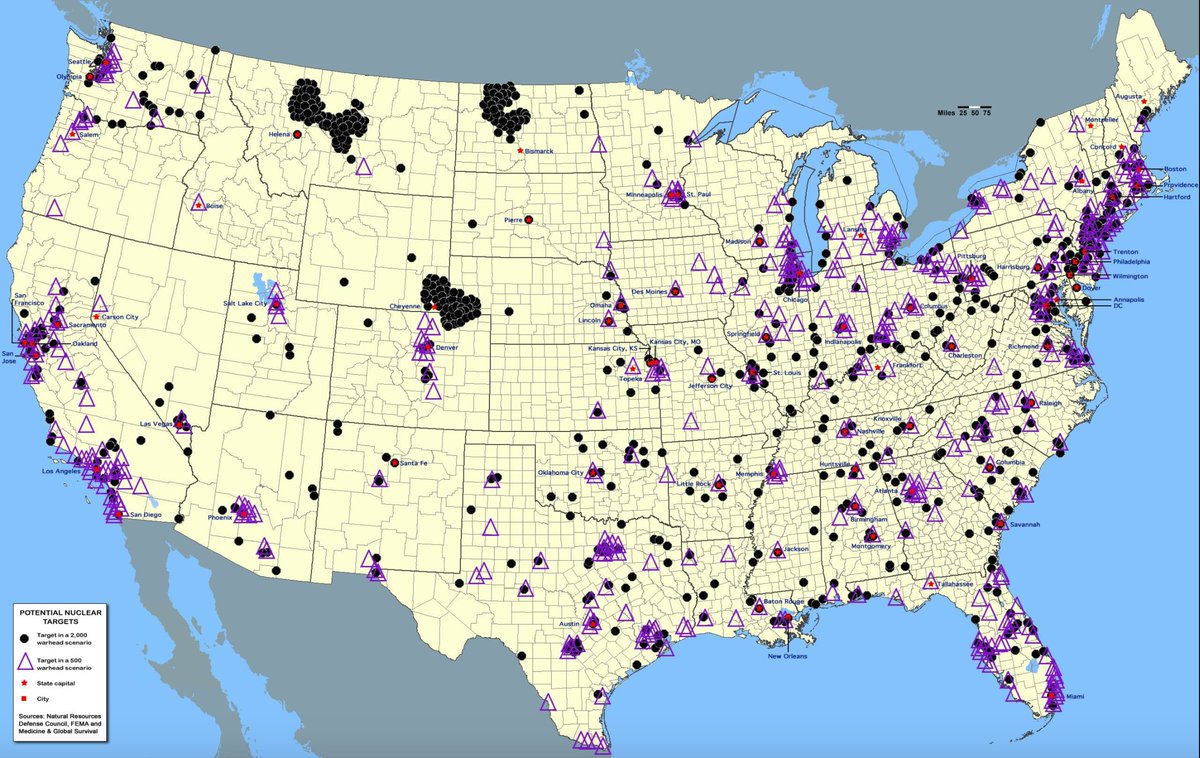 Seattle
Olympia
Salem
Helena
Boise
Bismarck
Pierre
Minneapolis
St. Paul
Miles 25 50 75
Augusta
Montpelier
Concord
Boston
Providence
Hartford
Albany
Madison
Lansing
Chicago
Pittsburg
Harrisburg
Trenton
Philadelphia
Wilmington
Dover
Annapolis
DC
San
Francisco
Carson City
Sacramento
Oakland
San
Jose
Salt Lake City
Cheyenne
Denver
Des Moines
Omaha
Lincoln
Kansas City, KS
Kansas City, MO
Topeka
Jefferson City
Springfield
St. Louis
Indianapolis
Columbus
Charleston
Frankfort
Richmond
Raleigh
Las Vegas
Los Angeles
San Diego
Phoenix
Santa Fe
Oklahoma City
Little Rock
Memphis
Nashville
Knoxville
Huntsville
Columbia
Atlanta
Birmingham
Montgomery
Savannah
Jackson
Tallahassee
Baton Rouge
New Orleans
Austin
Miami
POTENTIAL NUCLEAR
TARGETS
Target in a 2,000
warhead scenario
Target in a 500
warhead scenario
State capital
City
Sources: Natural Resources
Defense Council, FEMA and
Medicine & Global Survival